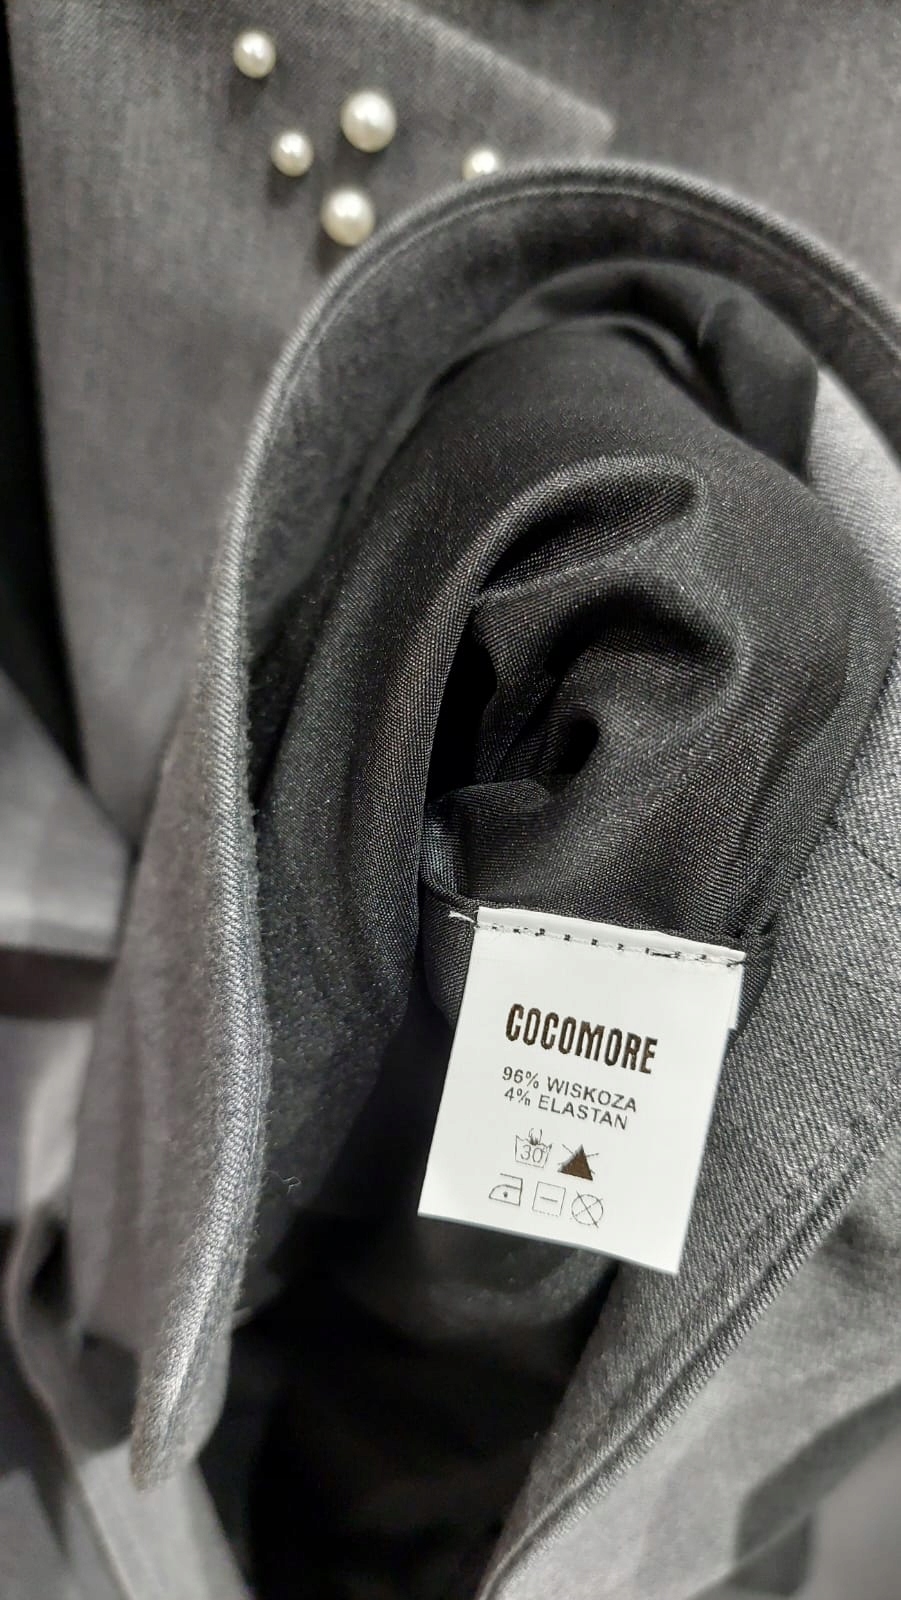 COCOMORE
96% WISKOZA
4% ELASTAN
30